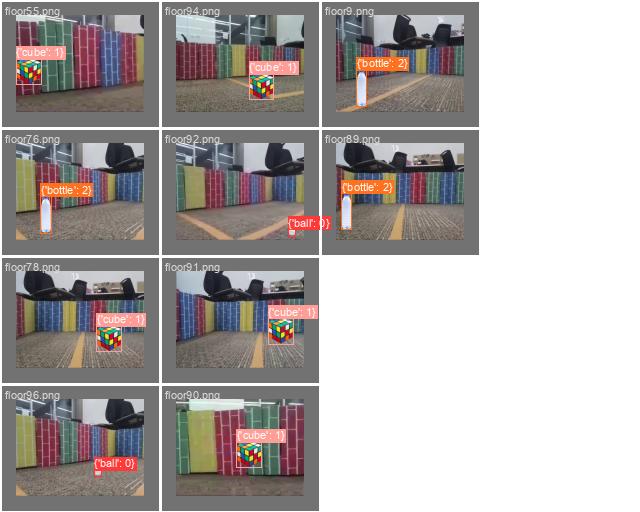 floor55.png
{'cube': 1}
floor94.png
{'cube': 1}
floor9.png
{'bottle': 2}
floor76.png
{'bottle': 2}
floor92.png
{'ball': 0}
floor89.png
{'bottle': 2}
floor78.png
{'cube': 1}
floor91.png
{'cube': 1}
floor96.png
{'ball': 0}
floor90.png
{'cube': 1}